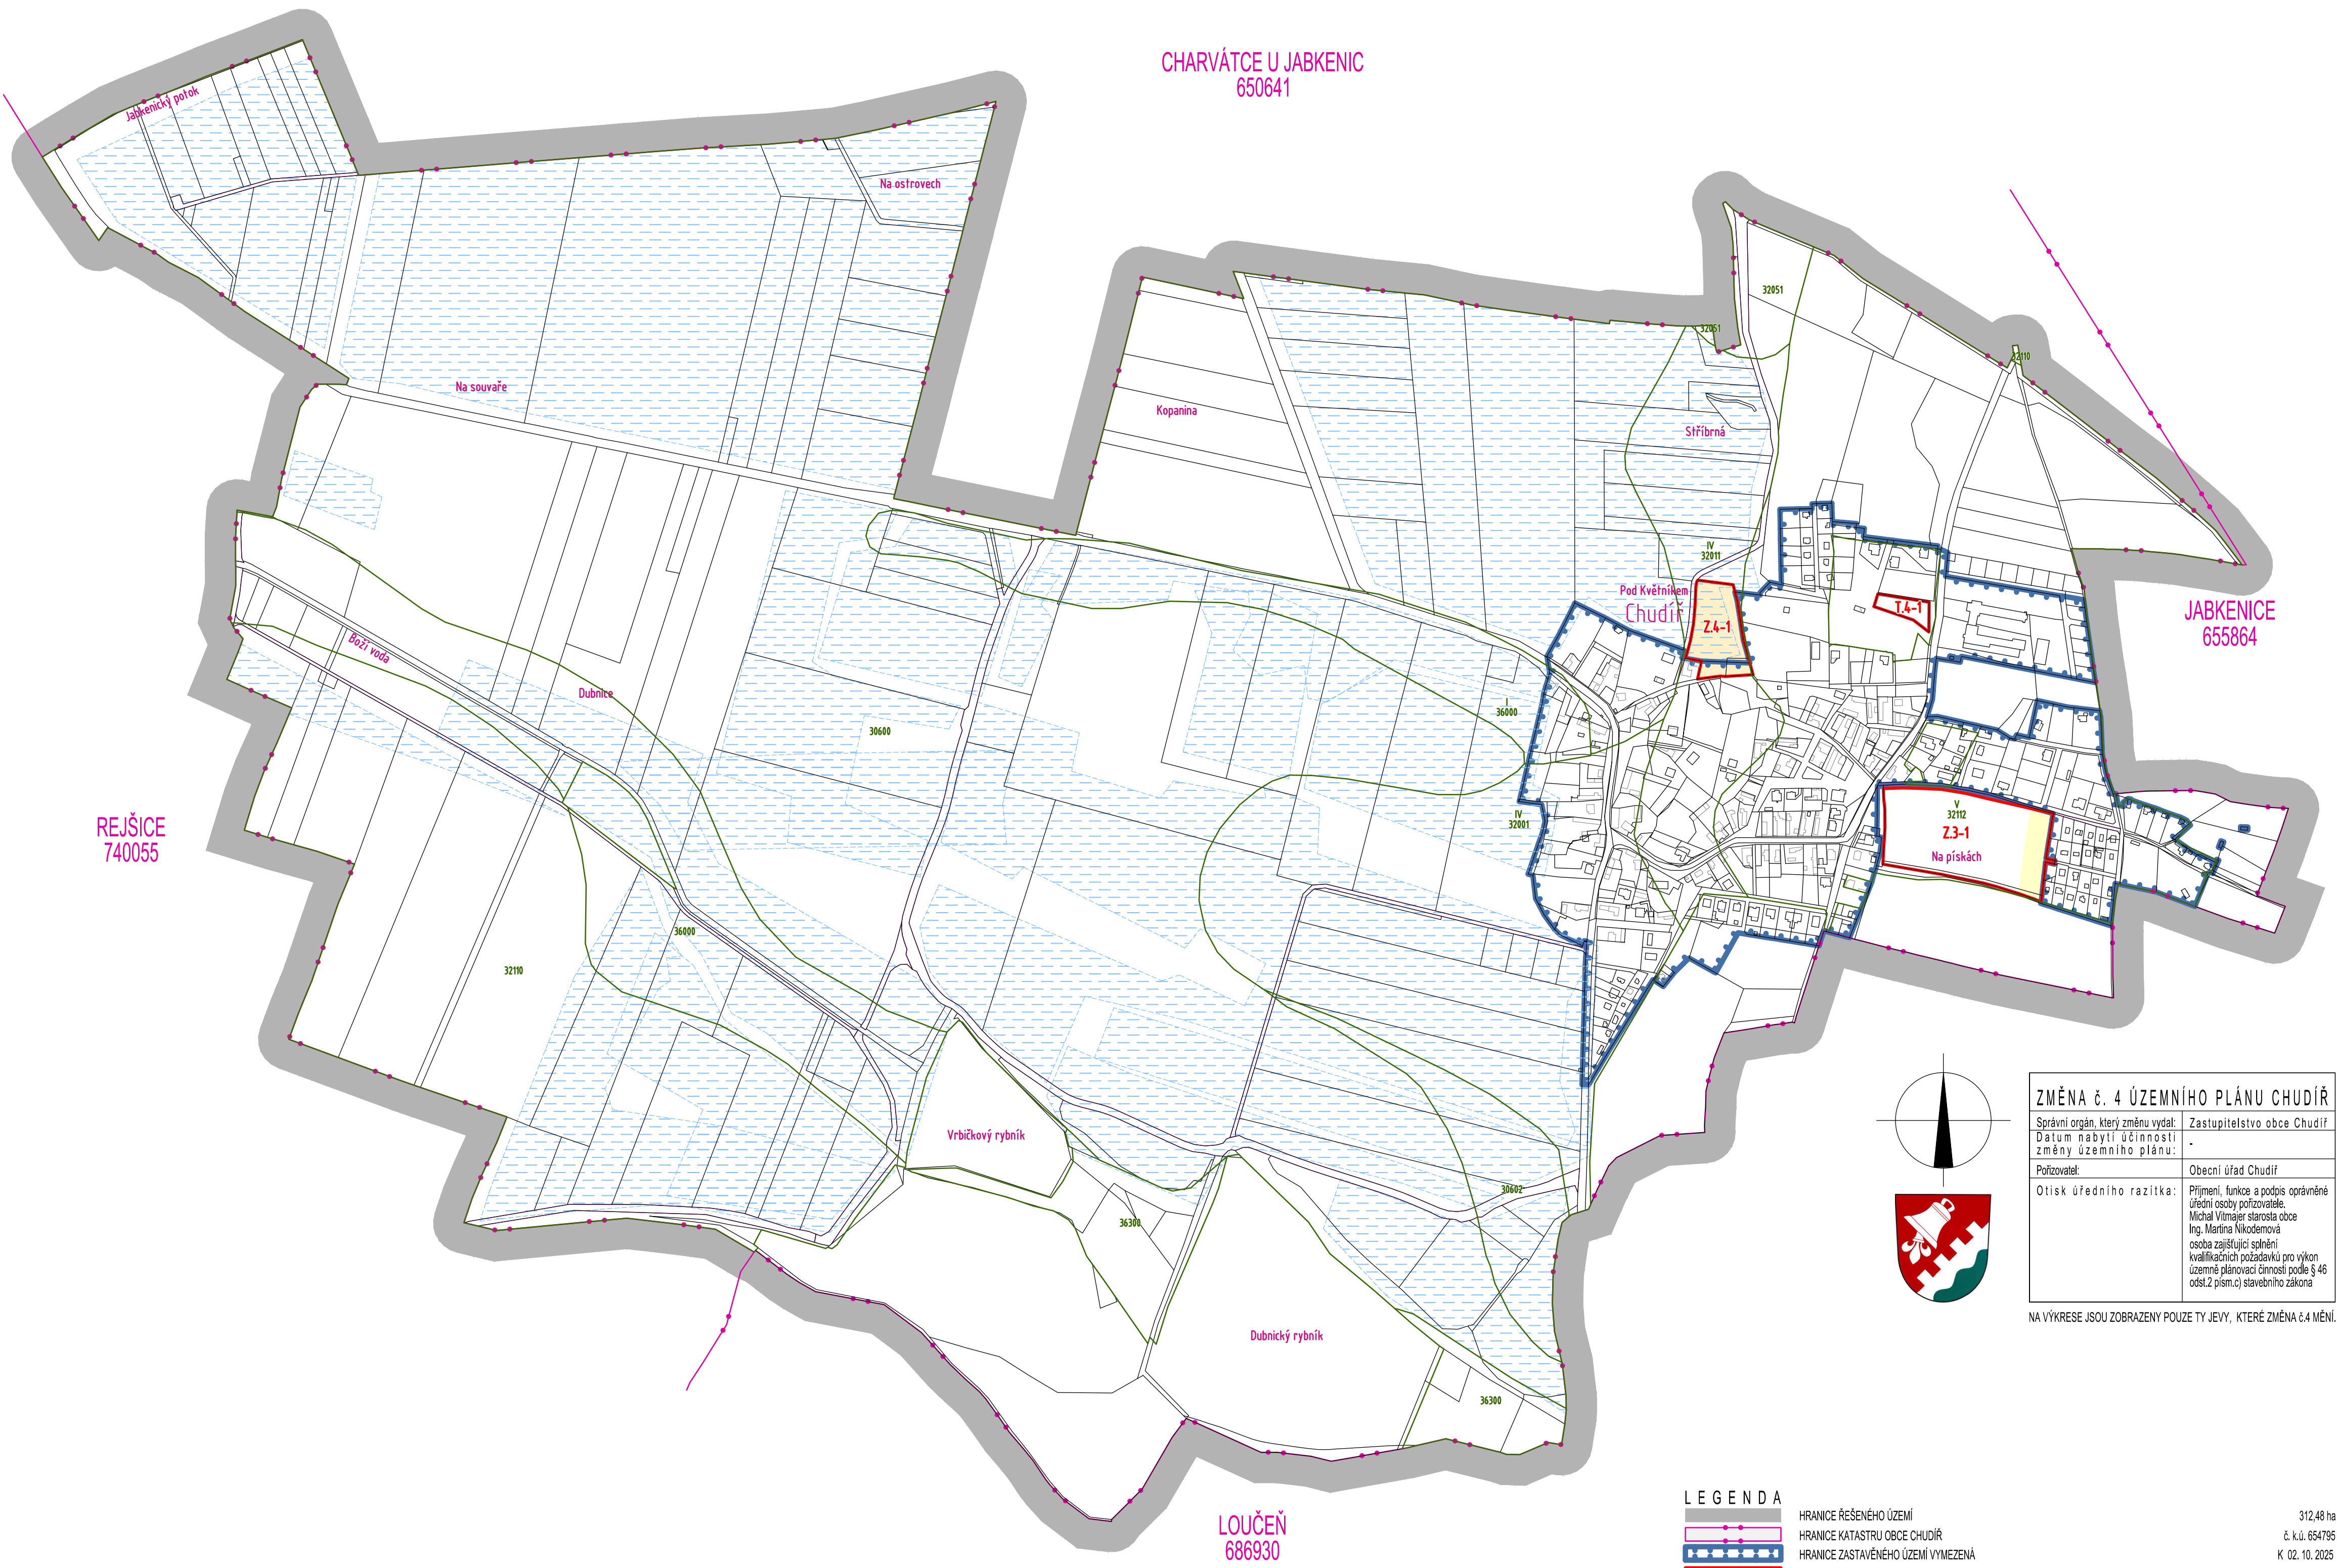 CHARVÁTCE U JABKENIC
650641
Jabkenický potok
Na ostrovech
32051
32051
32110
Na souvaře
Kopanina
Stříbrná
IV
32011
Pod Květníkem
Chudíř
Z.4-1
T.4-1
JABKENICE
655864
Boží voda
Dubnice
30600
I
36000
IV
32001
V
32112
Z.3-1
Na pískách
REJŠICE
740055
36000
32110
Vrbičkový rybník
30602
36300
Dubnický rybník
36300
LOUČEŇ
686930
ZMĚNA č. 4 ÚZEMNÍHO PLÁNU CHUDÍŘ
Správní orgán, který změnu vydal: Zastupitelstvo obce Chudíř
Datum nabytí účinnosti
změny územního plánu: -
Pořizovatel: Obecní úřad Chudíř
Otisk úředního razítka: Příjmení, funkce a podpis oprávněné
úřední osoby pořizovatele.
Michal Vitmajer starosta obce
Ing. Martina Nikodemová
osoba zajišťující splnění
kvalifikačních požadavků pro výkon
územně plánovací činnosti podle § 46
odst.2 písm.c) stavebního zákona
NA VÝKRESE JSOU ZOBRAZENY POUZE TY JEVY, KTERÉ ZMĚNA č.4 MĚNÍ.
LEGENDA
HRANICE ŘEŠENÉHO ÚZEMÍ 312,48 ha
HRANICE KATASTRU OBCE CHUDÍŘ č. k.ú. 654795
HRANICE ZASTAVĚNÉHO ÚZEMÍ VYMEZENÁ K 02. 10. 2025